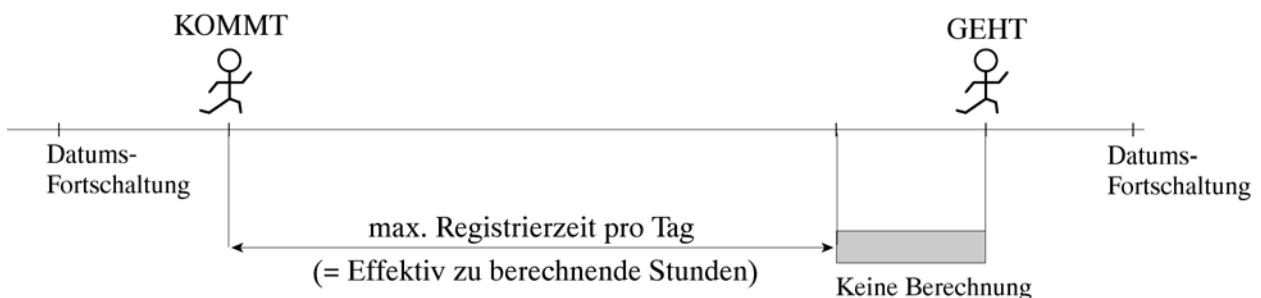 KOMMT
GEHT
Datums-
Fortschaltung
Datums-
Fortschaltung
max. Registrierzeit pro Tag
(= Effektiv zu berechnende Stunden)
Keine Berechnung